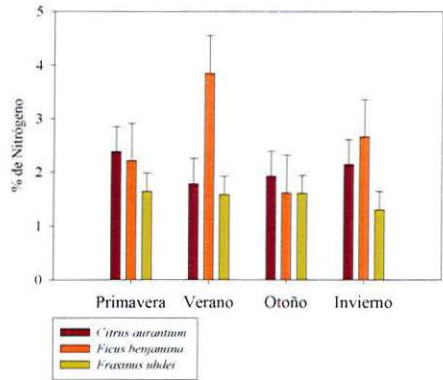 5
4
3
2
1
0
% de Nitrógeno
Primavera Verano Otoño Invierno
Citrus aurantium
Ficus benjamina
Fraxinus uhdei